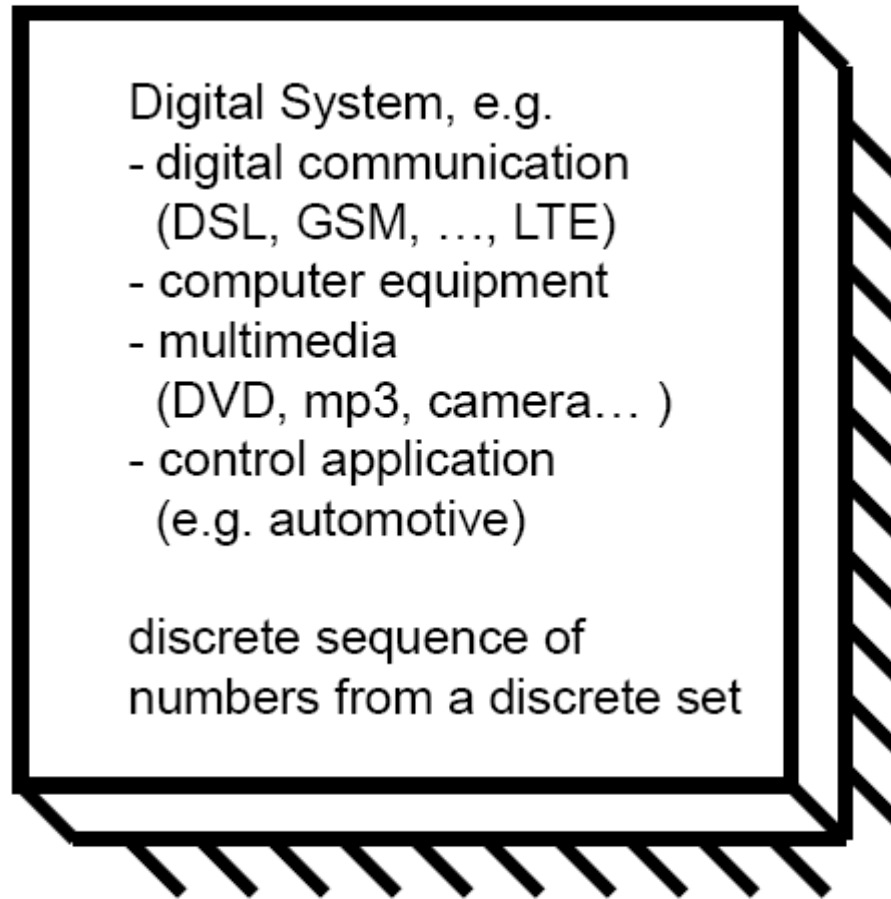 Digital System, e.g.
- digital communication
(DSL, GSM, …, LTE)
- computer equipment
- multimedia
(DVD, mp3, camera… )
- control application
(e.g. automotive)
discrete sequence of
numbers from a discrete set